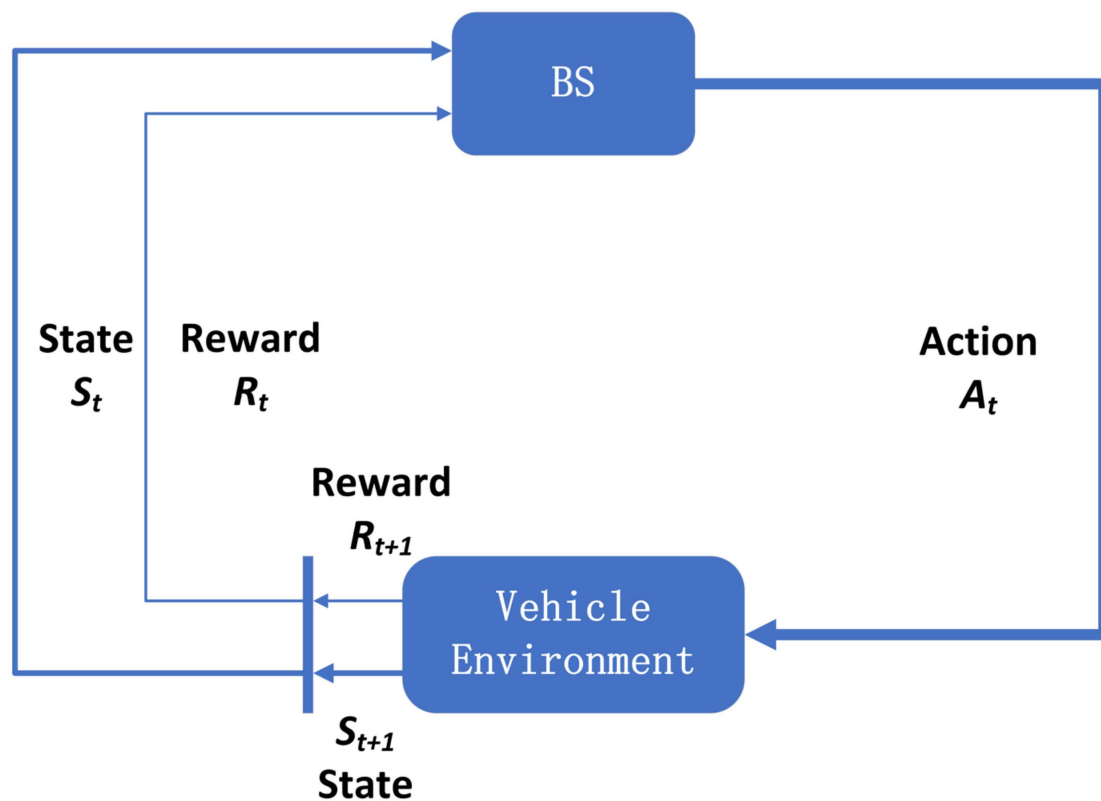 BS
State
Sₜ
Reward
Rₜ
Action
Aₜ
Reward
Rₜ₊₁
Vehicle
Environment
Sₜ₊₁
State